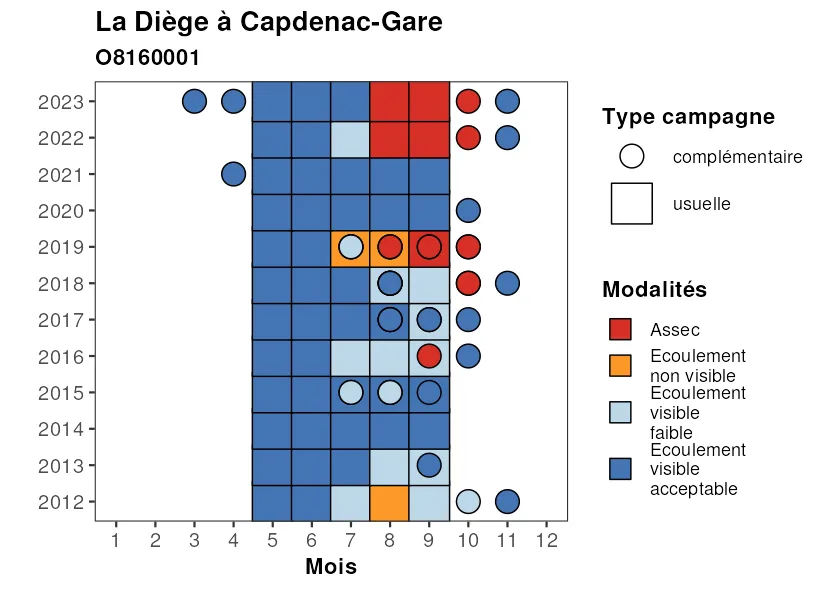 La Diège à Capdenac-Gare
O8160001
2023
2022
2021
2020
2019
2018
2017
2016
2015
2014
2013
2012
1 2 3 4 5 6 7 8 9 10 11 12
Mois
Type campagne
complémentaire
usuelle
Modalités
Assec
Ecoulement
non visible
Ecoulement
visible
faible
Ecoulement
visible
acceptable